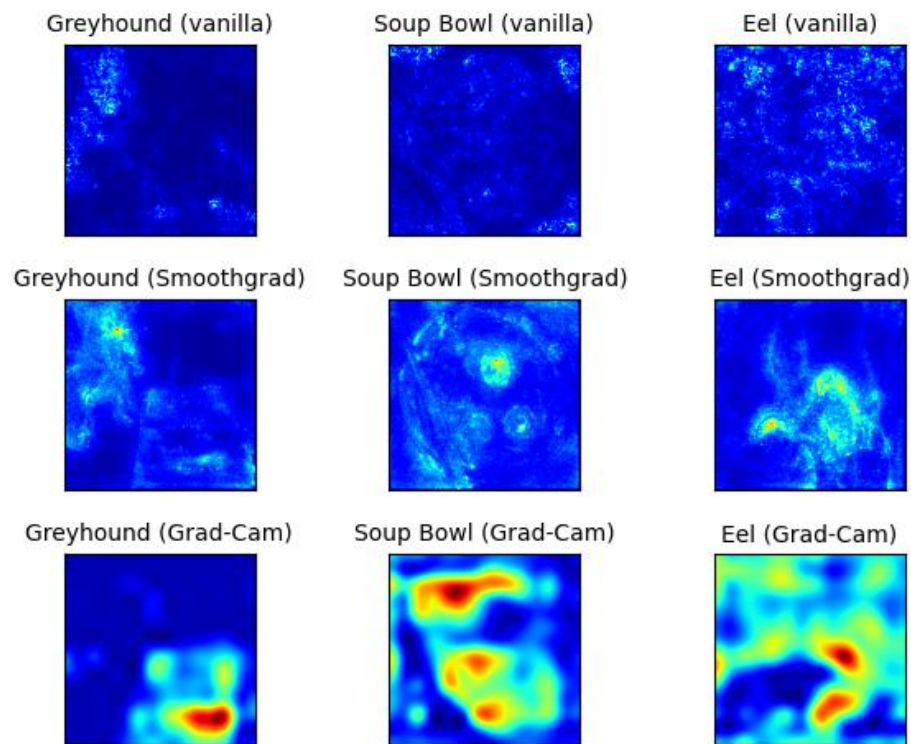 Greyhound (vanilla)
Soup Bowl (vanilla)
Eel (vanilla)
Greyhound (Smoothgrad)
Soup Bowl (Smoothgrad)
Eel (Smoothgrad)
Greyhound (Grad-Cam)
Soup Bowl (Grad-Cam)
Eel (Grad-Cam)